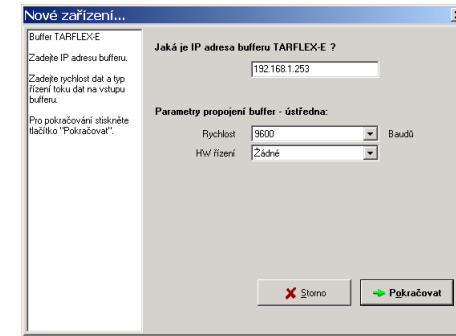 Nové zařízení...
Buffer TARFLEX-E
Zadejte IP adresu bufferu.
Zadejte rychlost dat a typ
řízení toku dat na vstupu
bufferu.
Pro pokračování stiskněte
tlačítko "Pokračovat".
Jaká je IP adresa bufferu TARFLEX-E ?
192.168.1.253
Parametry propojení buffer - ústředna:
Rychlost 9600 Baudů
HW řízení Žádné
Storno Pokračovat